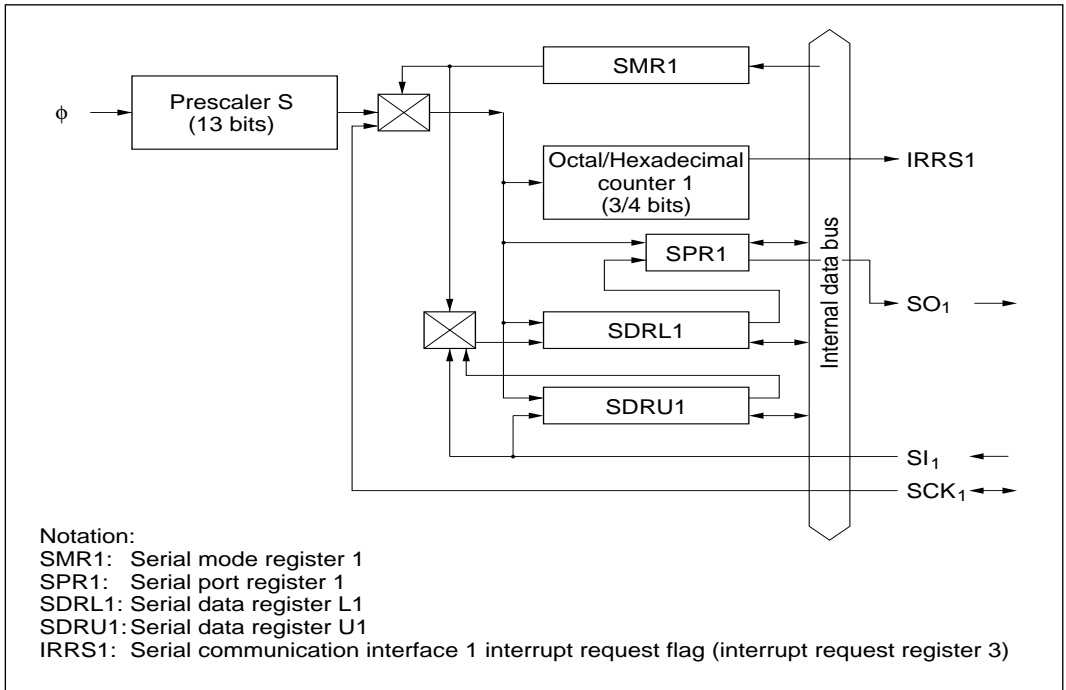 SMR1
Prescaler S
(13 bits)
ϕ
Octal/Hexadecimal
counter 1
(3/4 bits)
IRRS1
SPR1
Internal data bus
SO1
SDRL1
SDRU1
SI1
SCK1
Notation:
SMR1: Serial mode register 1
SPR1: Serial port register 1
SDRL1: Serial data register L1
SDRU1: Serial data register U1
IRRS1: Serial communication interface 1 interrupt request flag (interrupt request register 3)